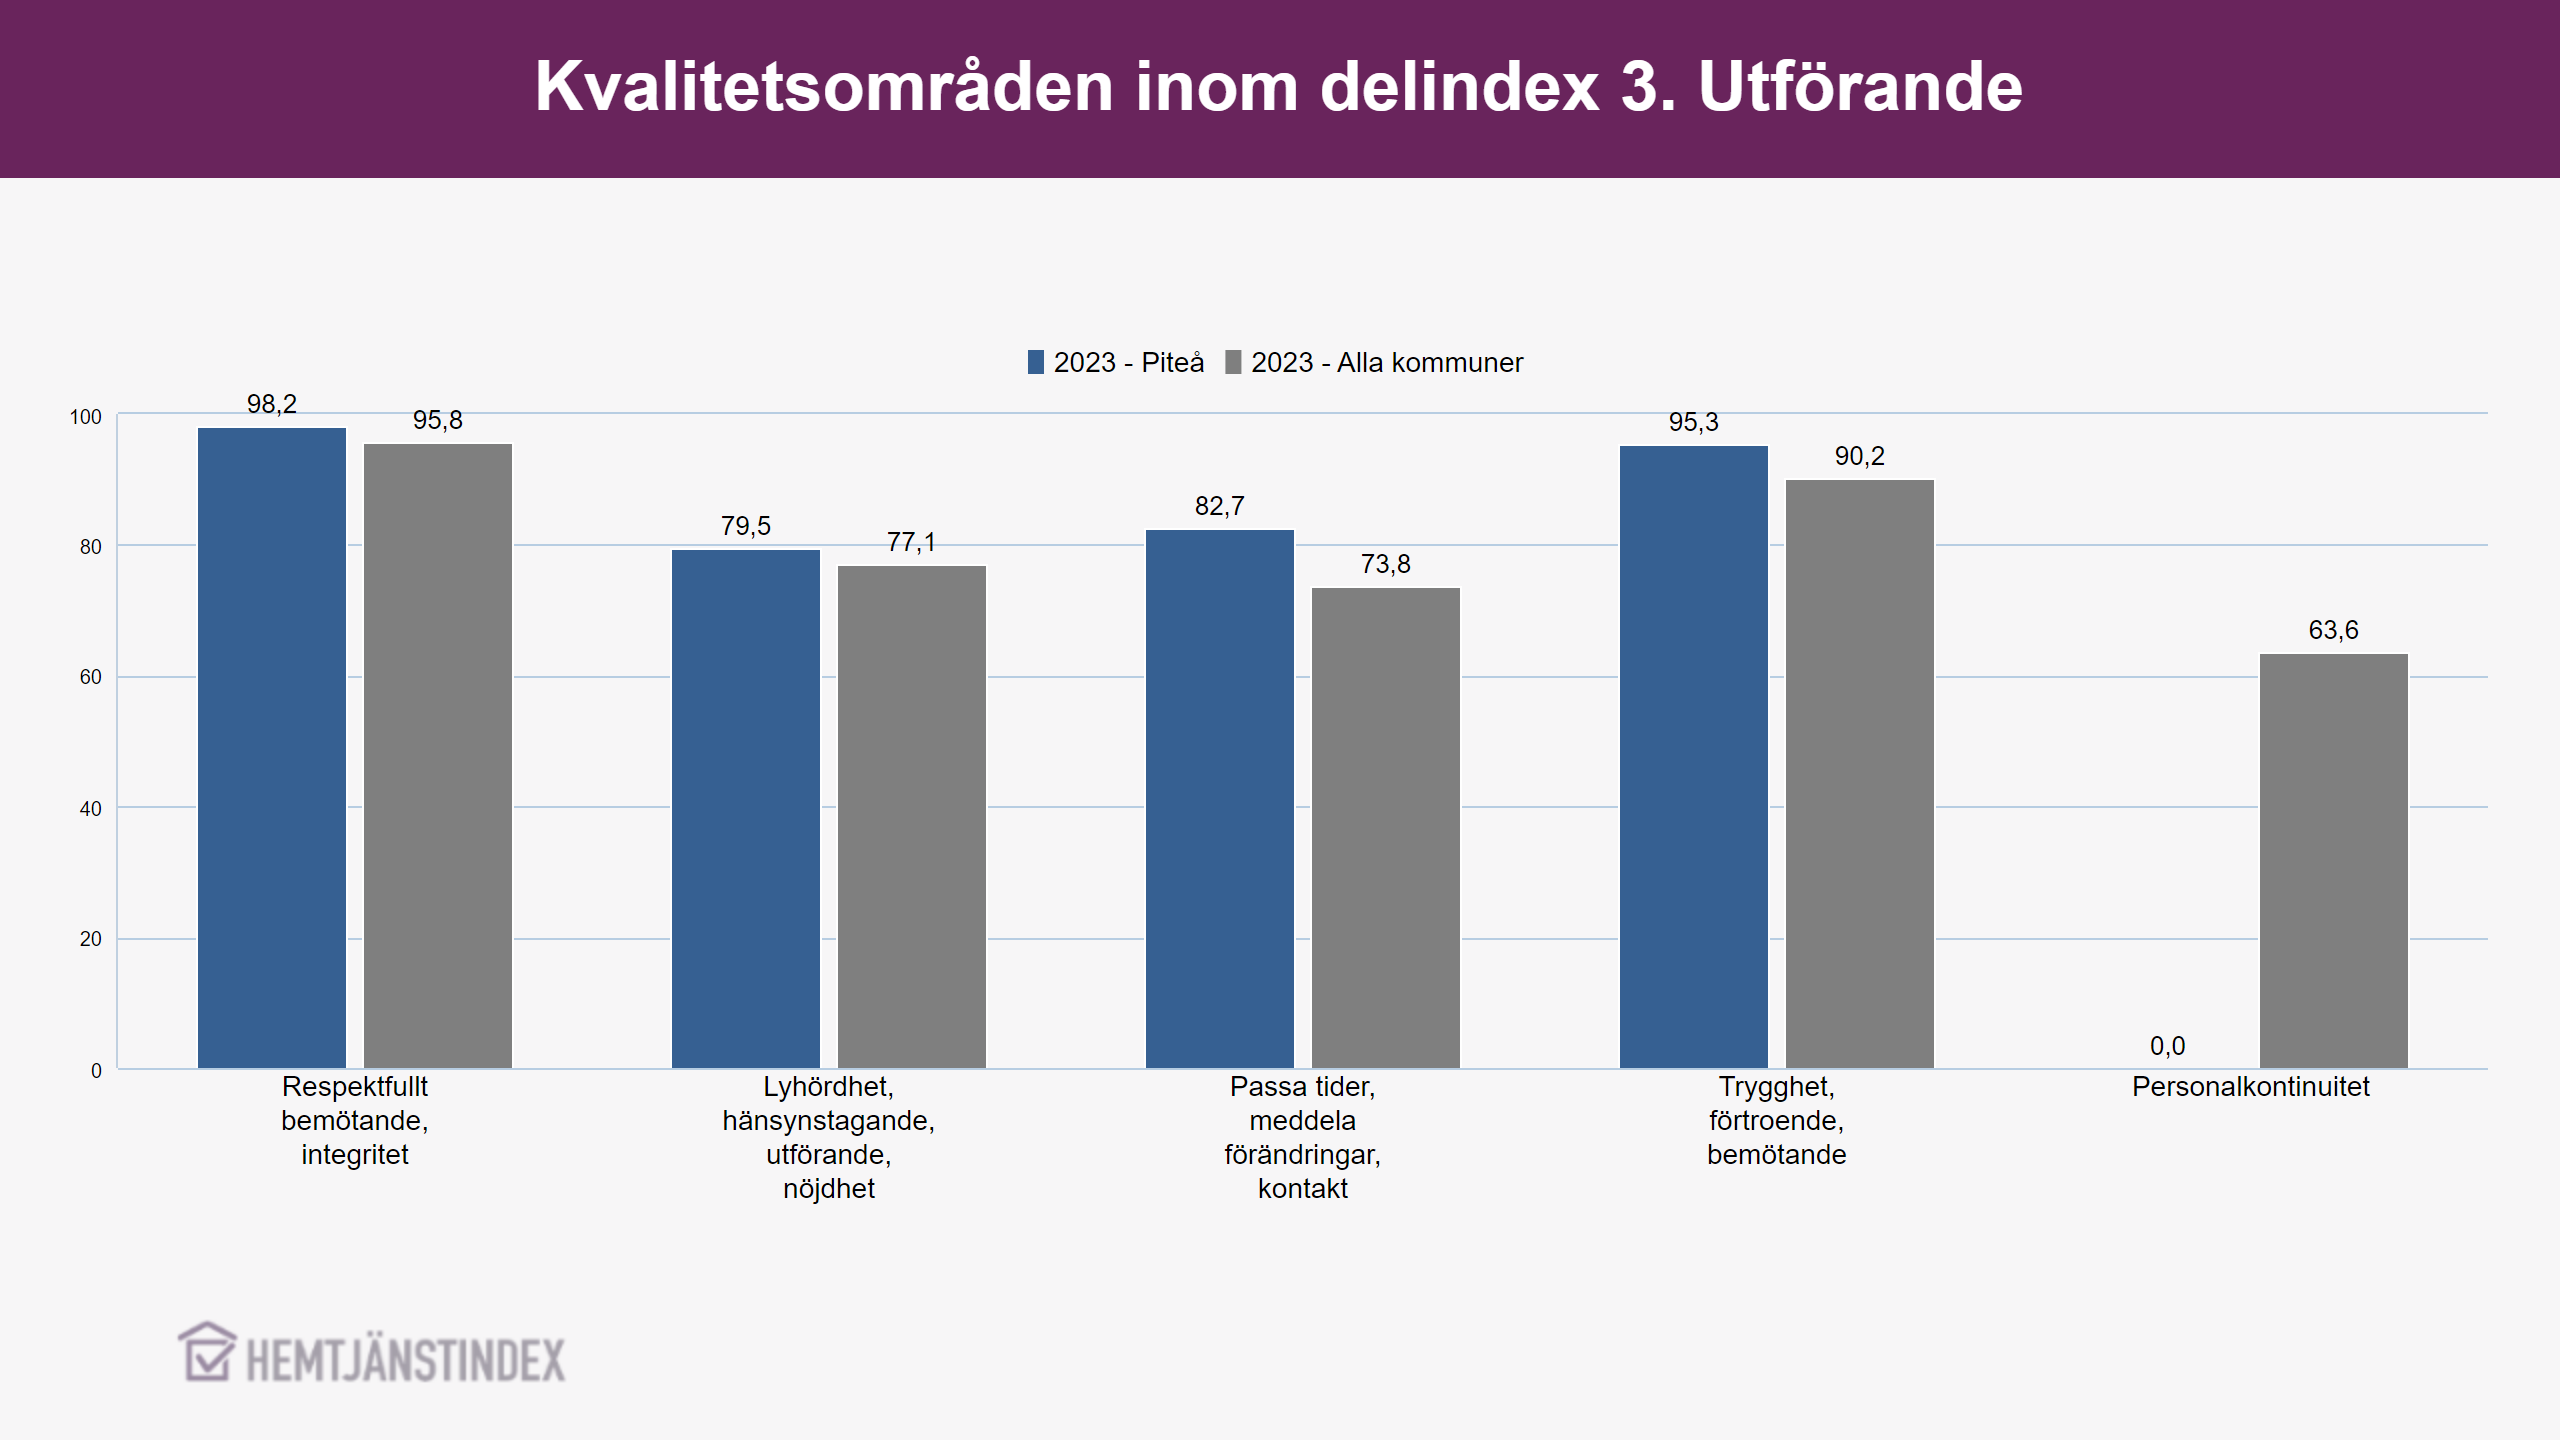 Kvalitetsområden inom delindex 3. Utförande
2023 - Piteå 2023 - Alla kommuner
100
80
60
40
20
0
98,2
95,8
79,5
77,1
82,7
73,8
95,3
90,2
0,0
63,6
Respektfullt
bemötande,
integritet
Lyhördhet,
hänsynstagande,
utförande,
nöjdhet
Passa tider,
meddela
förändringar,
kontakt
Trygghet,
förtroende,
bemötande
Personalkontinuitet
HEMTJÄNSTINDEX